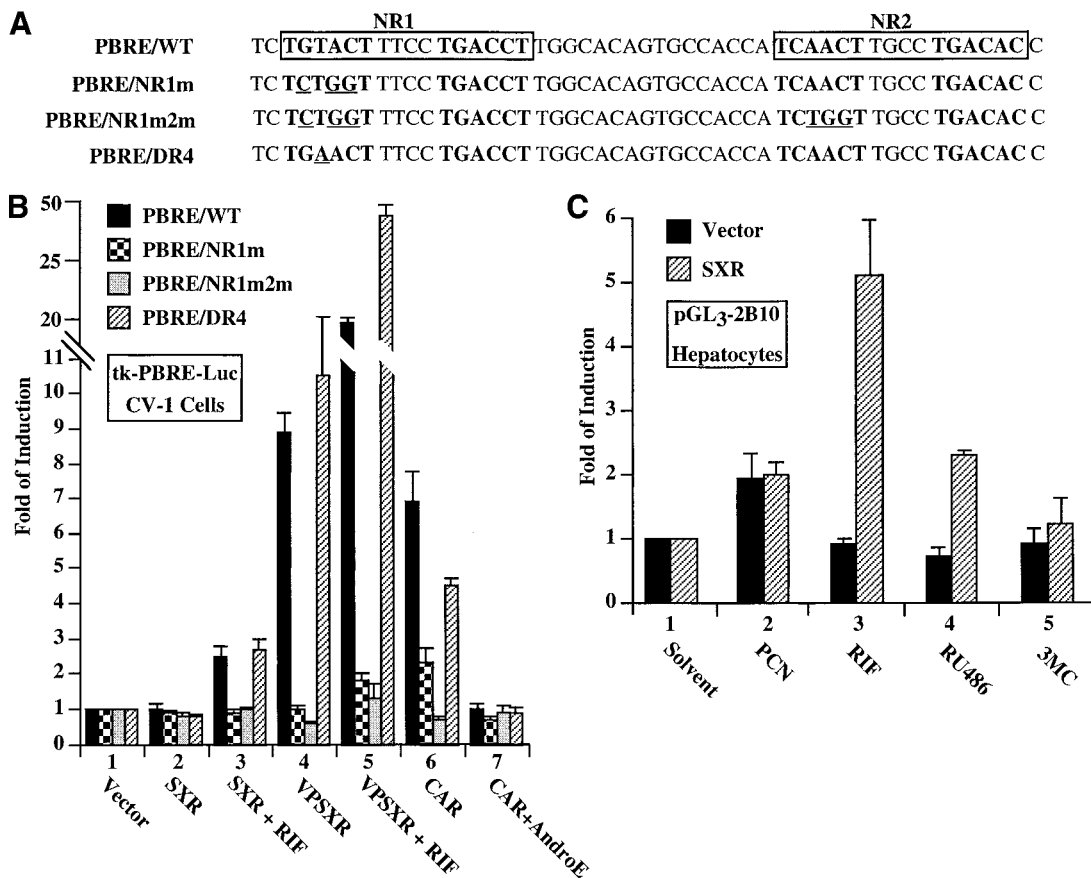 A
NR1 NR2
PBRE/WT TC TGTACT TTCC TGACCT TGGCACAGTGCCACCA TCAACT TGCC TGACAC C
PBRE/NR1m TC TCTGGT TTCC TGACCT TGGCACAGTGCCACCA TCAACT TGCC TGACAC C
PBRE/NR1m2m TC TCTGGT TTCC TGACCT TGGCACAGTGCCACCA TCTGGT TGCC TGACAC C
PBRE/DR4 TC TGAACT TTCC TGACCT TGGCACAGTGCCACCA TCAACT TGCC TGACAC C
B
Fold of Induction
50
25
20
11
10
9
8
7
6
5
4
3
2
1
0
PBRE/WT
PBRE/NR1m
PBRE/NR1m2m
PBRE/DR4
tk-PBRE-Luc
CV-1 Cells
1 2 3 4 5 6 7
Vector
SXR
SXR + RIF
VPSXR
VPSXR + RIF
CAR
CAR+AndroE
C
Fold of Induction
6
5
4
3
2
1
0
Vector
SXR
pGL3-2B10
Hepatocytes
1 2 3 4 5
Solvent
PCN
RIF
RU486
3MC